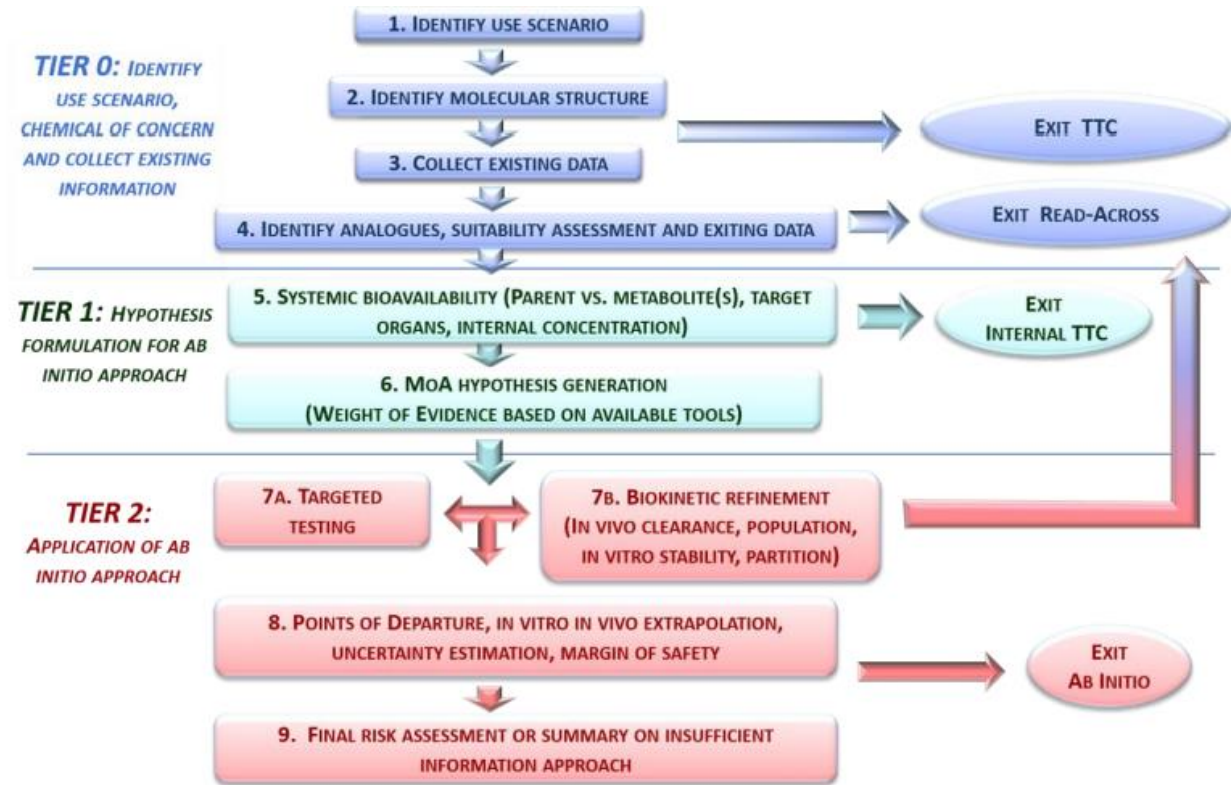 1. IDENTIFY USE SCENARIO
TIER 0: IDENTIFY
USE SCENARIO,
CHEMICAL OF CONCERN
AND COLLECT EXISTING
INFORMATION
2. IDENTIFY MOLECULAR STRUCTURE
EXIT TTC
3. COLLECT EXISTING DATA
4. IDENTIFY ANALOGUES, SUITABILITY ASSESSMENT AND EXITING DATA
EXIT READ-ACROSS
TIER 1: HYPOTHESIS
FORMULATION FOR AB
INITIO APPROACH
5. SYSTEMIC BIOAVAILABILITY (PARENT VS. METABOLITE(S), TARGET
ORGANS, INTERNAL CONCENTRATION)
EXIT
INTERNAL TTC
6. MOA HYPOTHESIS GENERATION
(WEIGHT OF EVIDENCE BASED ON AVAILABLE TOOLS)
TIER 2:
APPLICATION OF AB
INITIO APPROACH
7A. TARGETED
TESTING
7B. BIOKINETIC REFINEMENT
(IN VIVO CLEARANCE, POPULATION,
IN VITRO STABILITY, PARTITION)
8. POINTS OF DEPARTURE, IN VITRO IN VIVO EXTRAPOLATION,
UNCERTAINTY ESTIMATION, MARGIN OF SAFETY
EXIT
AB INITIO
9. FINAL RISK ASSESSMENT OR SUMMARY ON INSUFFICIENT
INFORMATION APPROACH